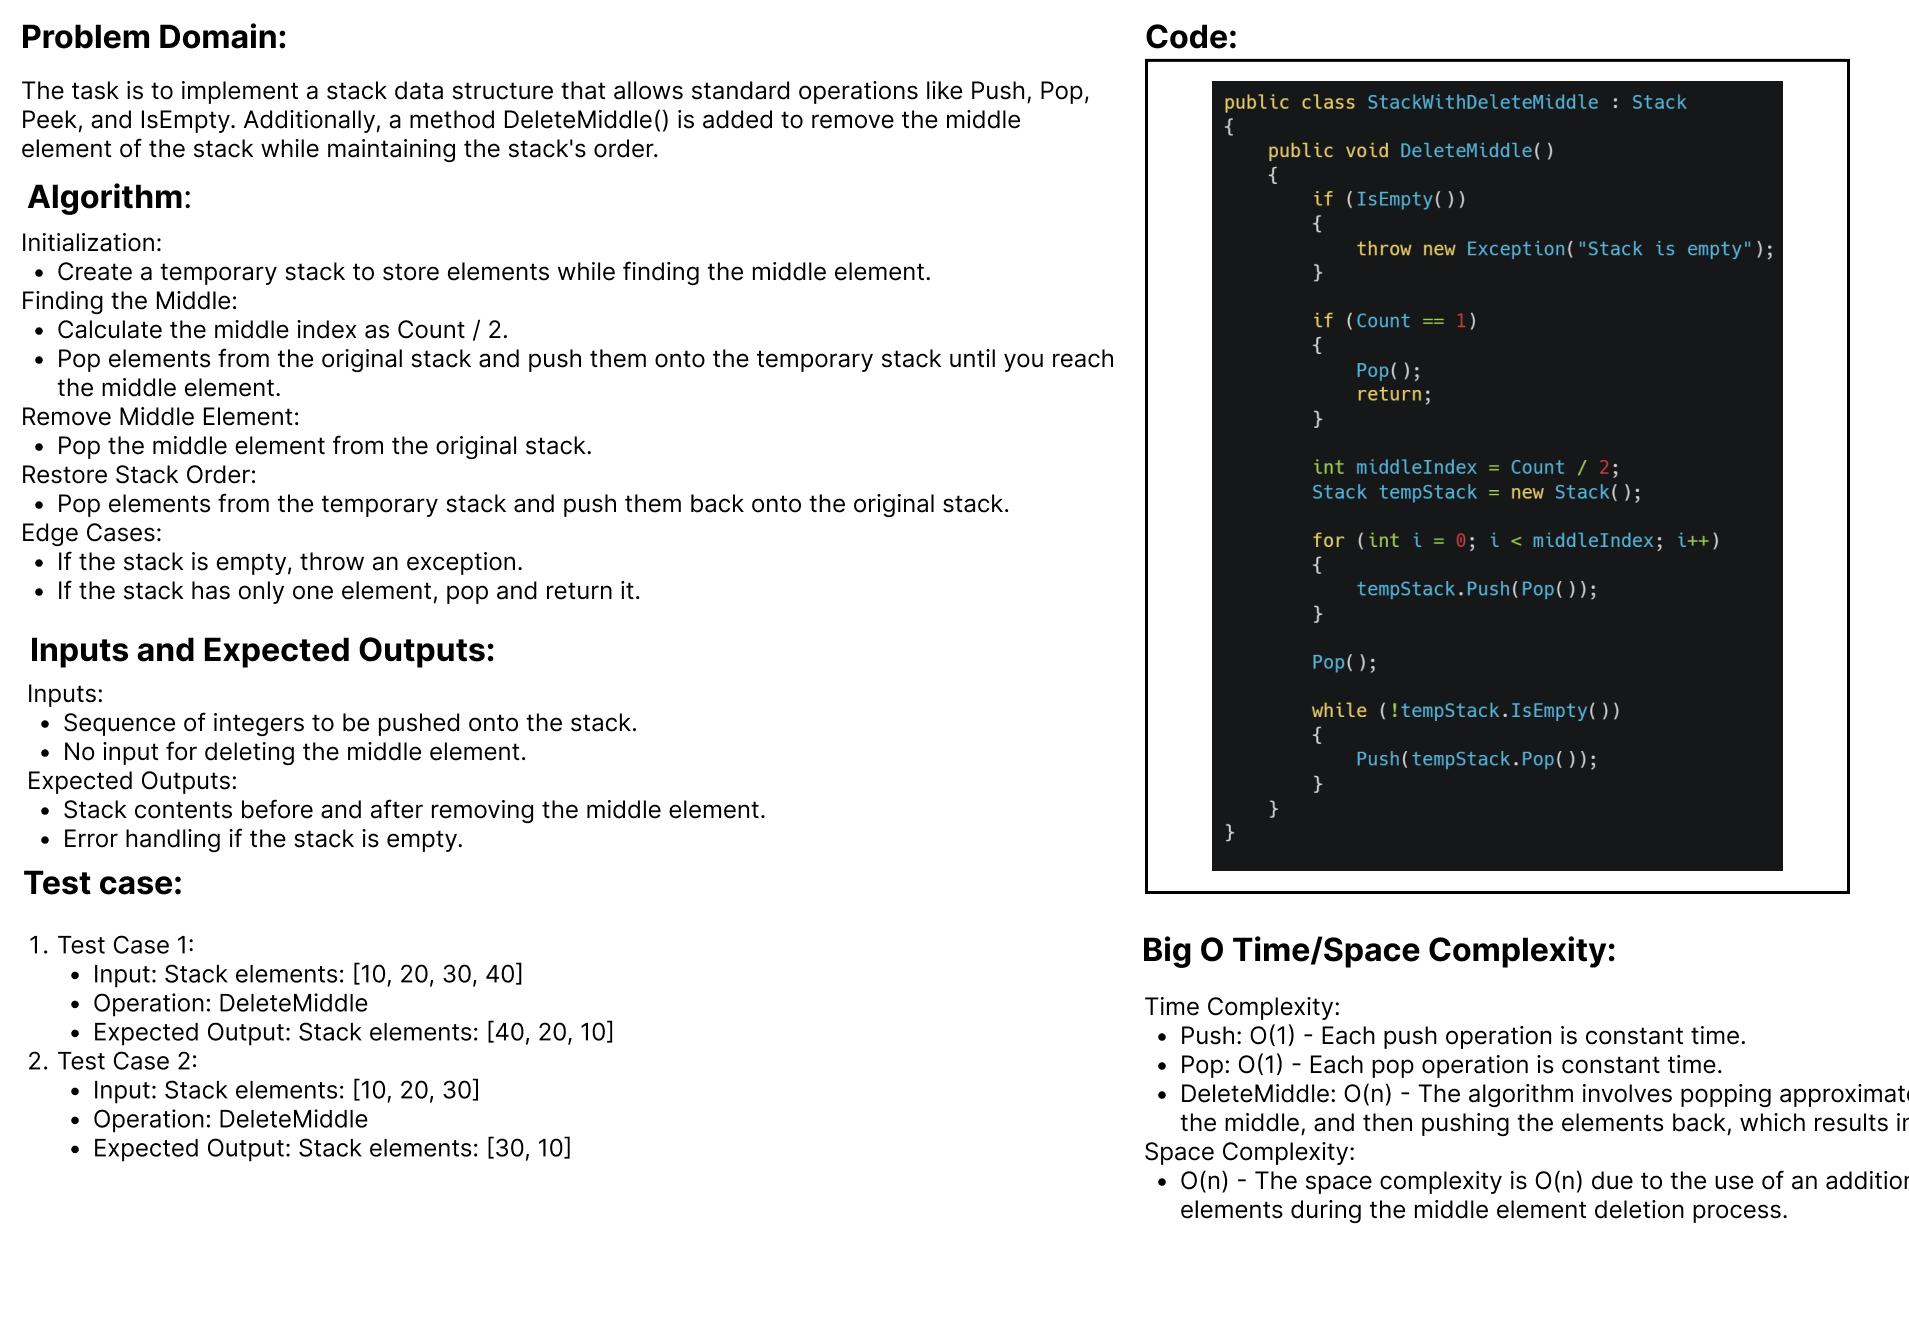 Problem Domain:
The task is to implement a stack data structure that allows standard operations like Push, Pop,
Peek, and IsEmpty. Additionally, a method DeleteMiddle() is added to remove the middle
element of the stack while maintaining the stack's order.
Algorithm:
Initialization:
• Create a temporary stack to store elements while finding the middle element.
Finding the Middle:
• Calculate the middle index as Count / 2.
• Pop elements from the original stack and push them onto the temporary stack until you reach
the middle element.
Remove Middle Element:
• Pop the middle element from the original stack.
Restore Stack Order:
• Pop elements from the temporary stack and push them back onto the original stack.
Edge Cases:
• If the stack is empty, throw an exception.
• If the stack has only one element, pop and return it.
Inputs and Expected Outputs:
Inputs:
• Sequence of integers to be pushed onto the stack.
• No input for deleting the middle element.
Expected Outputs:
• Stack contents before and after removing the middle element.
• Error handling if the stack is empty.
Test case:
1. Test Case 1:
• Input: Stack elements: [10, 20, 30, 40]
• Operation: DeleteMiddle
• Expected Output: Stack elements: [40, 20, 10]
2. Test Case 2:
• Input: Stack elements: [10, 20, 30]
• Operation: DeleteMiddle
• Expected Output: Stack elements: [30, 10]
Code:
public class StackWithDeleteMiddle : Stack
{
    public void DeleteMiddle()
    {
        if (IsEmpty())
        {
            throw new Exception("Stack is empty");
        }
        if (Count == 1)
        {
            Pop();
            return;
        }
        int middleIndex = Count / 2;
        Stack tempStack = new Stack();
        for (int i = 0; i < middleIndex; i++)
        {
            tempStack.Push(Pop());
        }
        Pop();
        while (!tempStack.IsEmpty())
        {
            Push(tempStack.Pop());
        }
    }
}
Big O Time/Space Complexity:
Time Complexity:
• Push: O(1) - Each push operation is constant time.
• Pop: O(1) - Each pop operation is constant time.
• DeleteMiddle: O(n) - The algorithm involves popping
the middle, and then pushing the elements back, which results
Space Complexity:
• O(n) - The space complexity is O(n) due to the use of an
elements during the middle element deletion process.